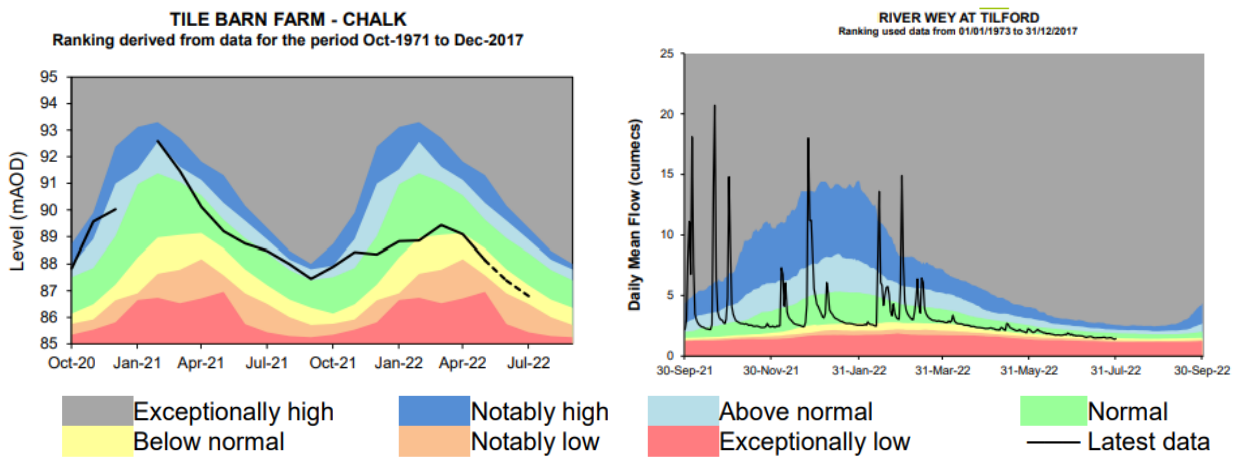 TILE BARN FARM - CHALK
Ranking derived from data for the period Oct-1971 to Dec-2017
Level (mAOD)
95
94
93
92
91
90
89
88
87
86
85
Oct-20 Jan-21 Apr-21 Jul-21 Oct-21 Jan-22 Apr-22 Jul-22
RIVER WEY AT TILFORD
Ranking used data from 01/01/1973 to 31/12/2017
Daily Mean Flow (cumecs)
25
20
15
10
5
0
30-Sep-21 30-Nov-21 31-Jan-22 31-Mar-22 31-May-22 31-Jul-22 30-Sep-22
Exceptionally high Notably high Above normal Normal
Below normal Notably low Exceptionally low Latest data